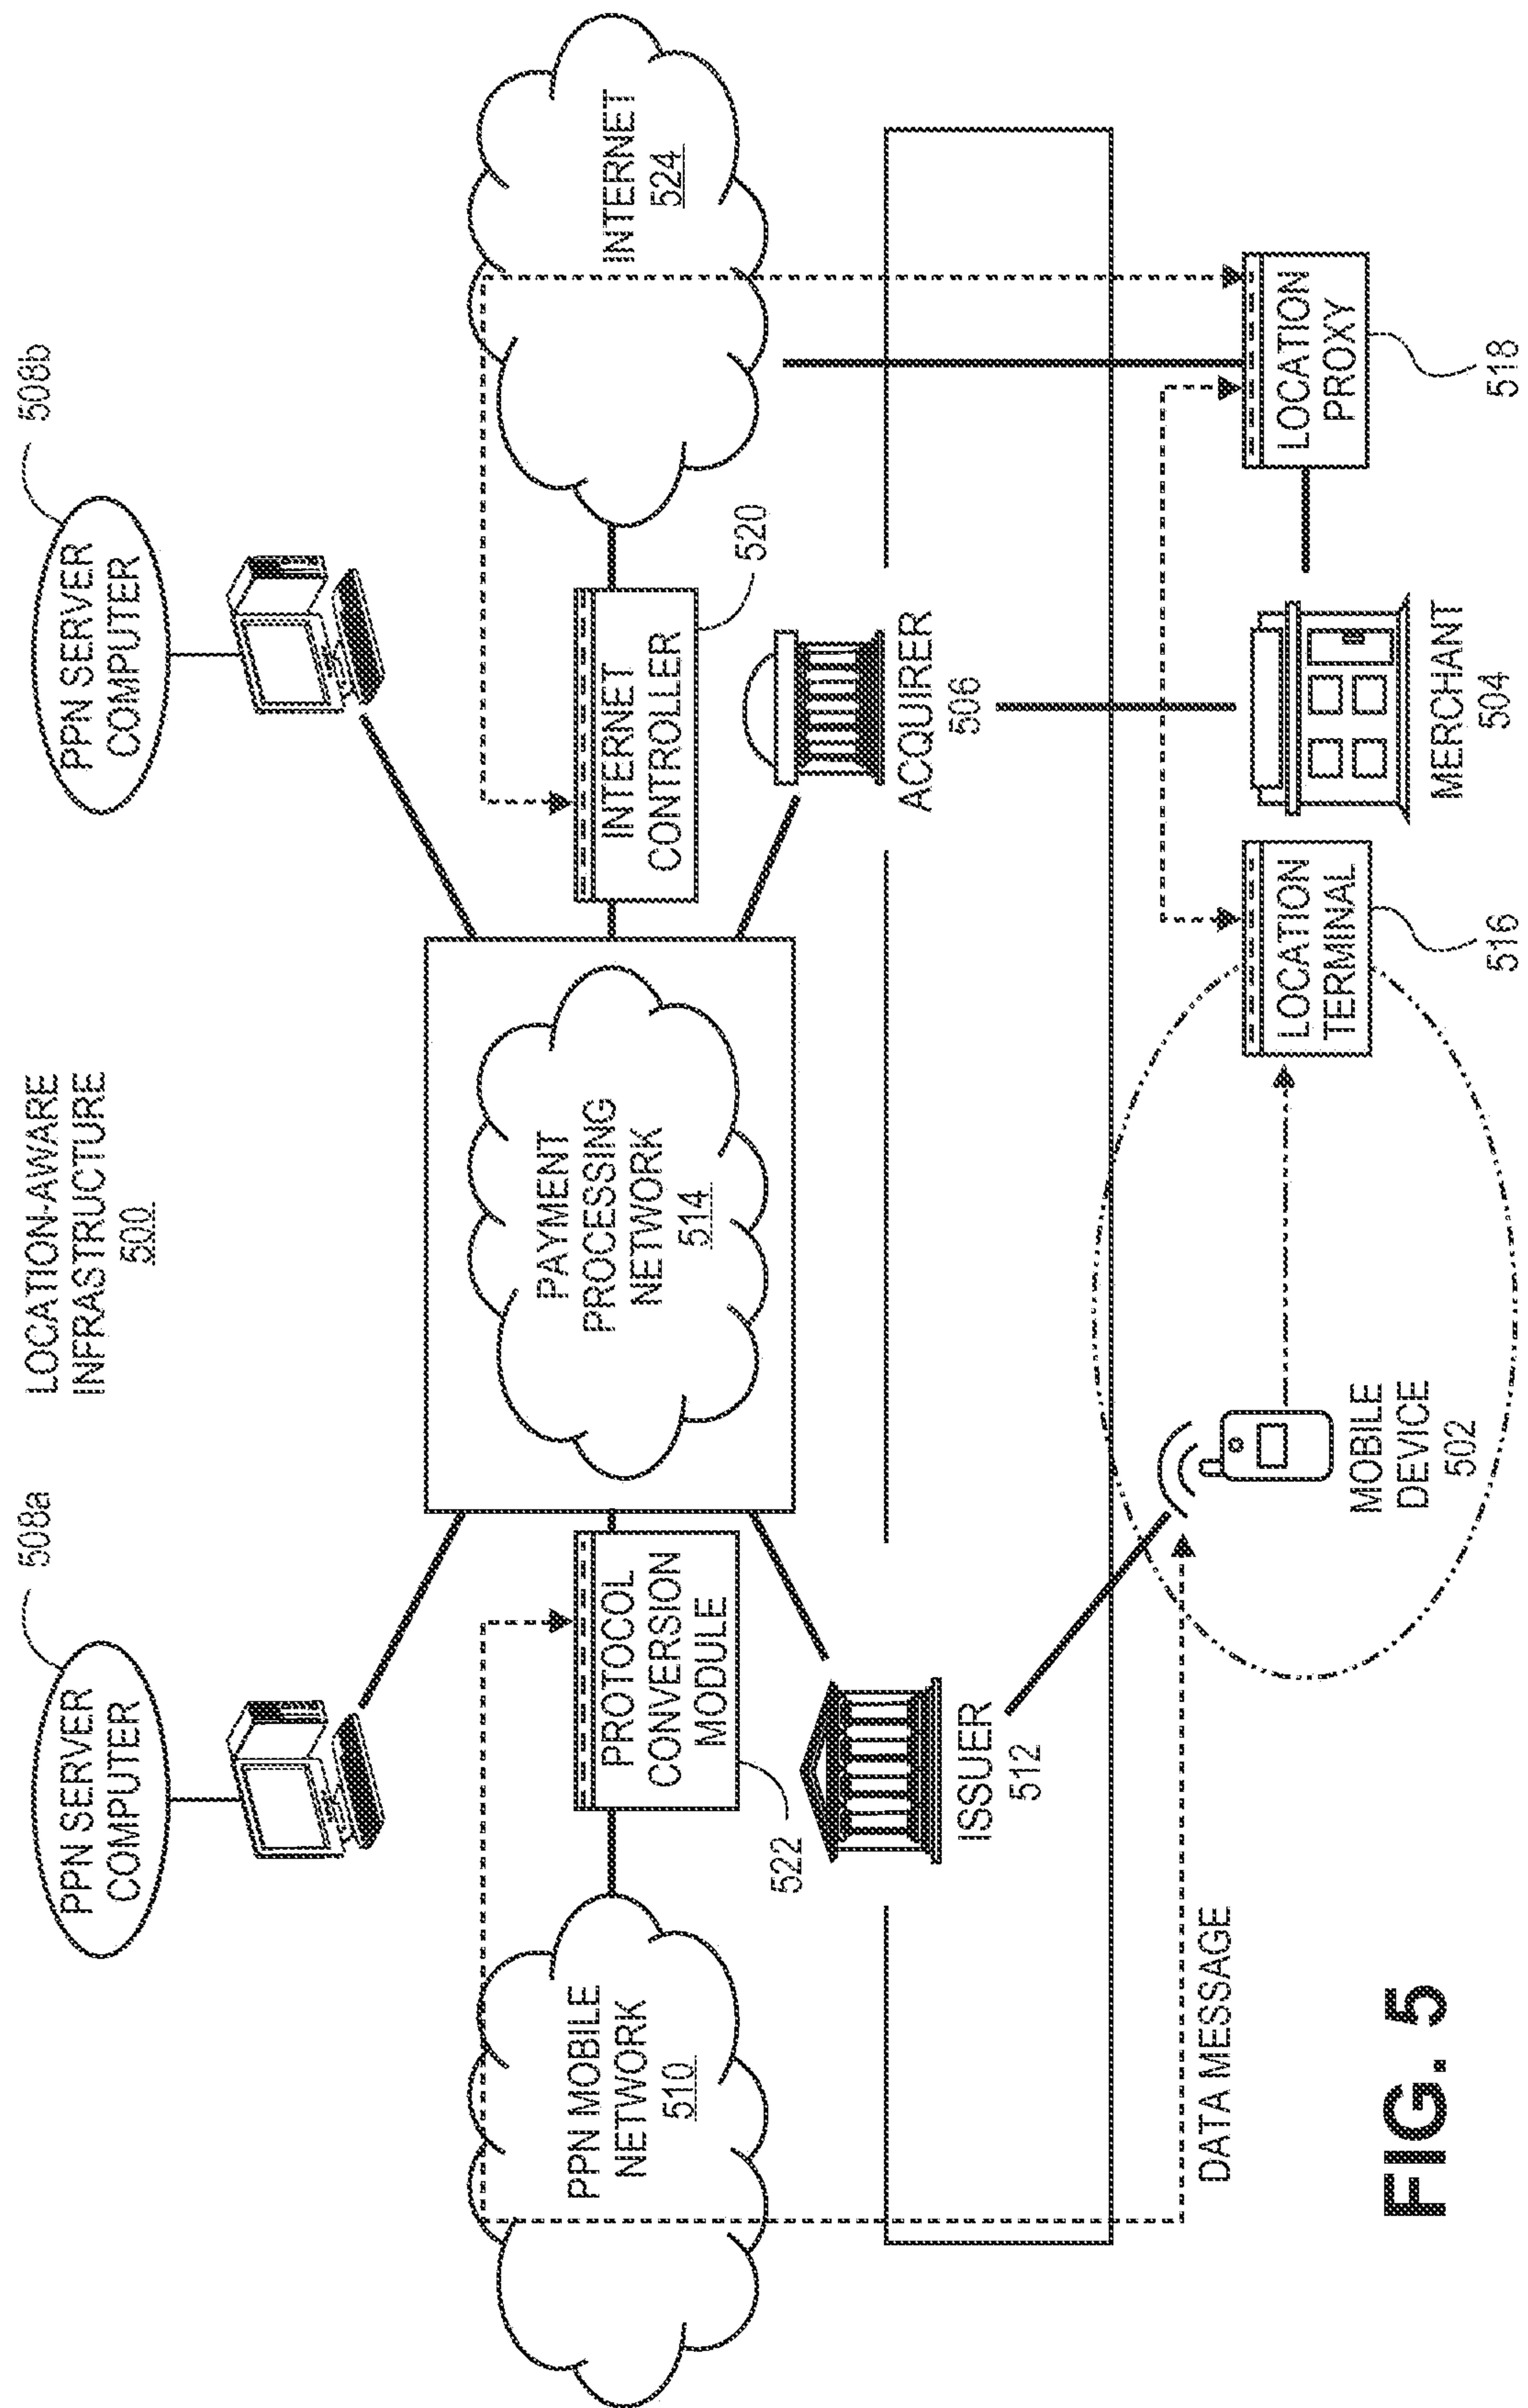 LOCATION-AWARE
INFRASTRUCTURE
500
508a
PPN SERVER
COMPUTER
508b
PPN SERVER
COMPUTER
PPN MOBILE
NETWORK
510
PROTOCOL
CONVERSION
MODULE
522
PAYMENT
PROCESSING
NETWORK
514
INTERNET
CONTROLLER
520
INTERNET
524
ISSUER
512
ACQUIRER
506
DATA MESSAGE
MOBILE
DEVICE
502
LOCATION
TERMINAL
516
MERCHANT
504
LOCATION
PROXY
518
FIG. 5